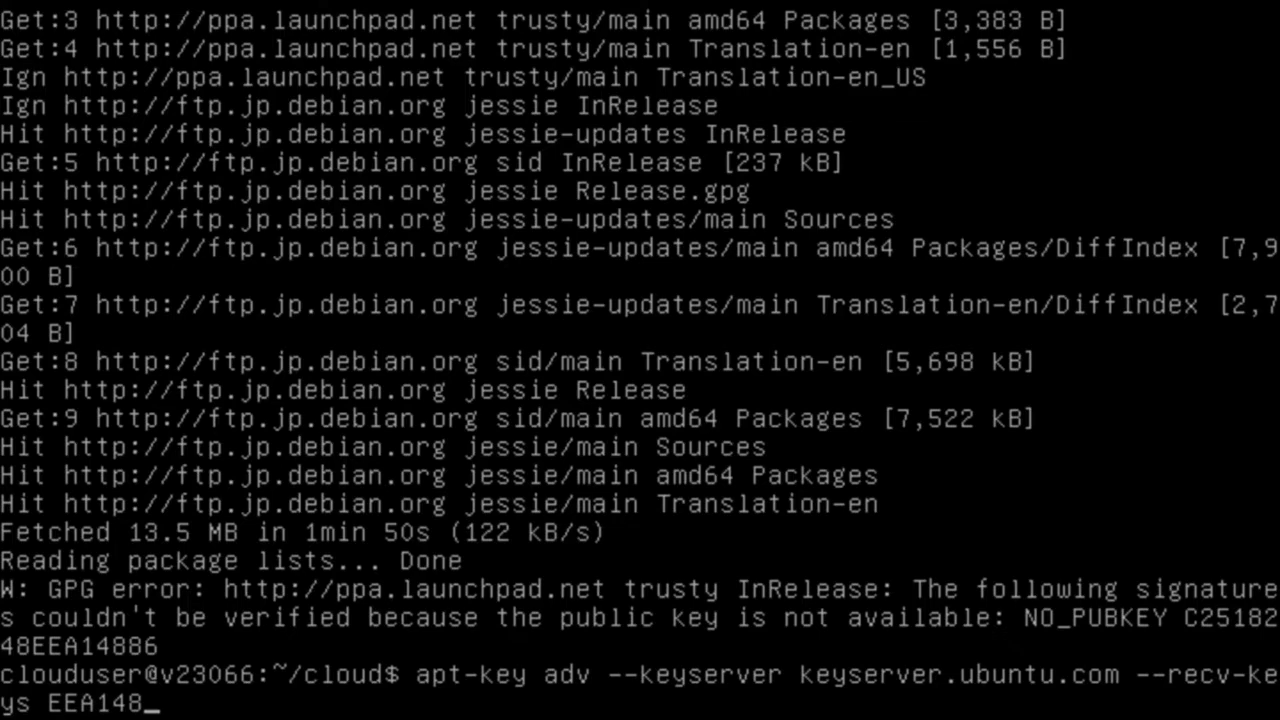 Get:3 http://ppa.launchpad.net trusty/main amd64 Packages [3,383 B]
Get:4 http://ppa.launchpad.net trusty/main Translation-en [1,556 B]
Ign http://ppa.launchpad.net trusty/main Translation-en_US
Ign http://ftp.jp.debian.org jessie InRelease
Hit http://ftp.jp.debian.org jessie-updates InRelease
Get:5 http://ftp.jp.debian.org sid InRelease [237 kB]
Hit http://ftp.jp.debian.org jessie Release.gpg
Hit http://ftp.jp.debian.org jessie-updates/main Sources
Get:6 http://ftp.jp.debian.org jessie-updates/main amd64 Packages/DiffIndex [7,9
00 B]
Get:7 http://ftp.jp.debian.org jessie-updates/main Translation-en/DiffIndex [2,7
04 B]
Get:8 http://ftp.jp.debian.org sid/main Translation-en [5,698 kB]
Hit http://ftp.jp.debian.org jessie Release
Get:9 http://ftp.jp.debian.org sid/main amd64 Packages [7,522 kB]
Hit http://ftp.jp.debian.org jessie/main Sources
Hit http://ftp.jp.debian.org jessie/main amd64 Packages
Hit http://ftp.jp.debian.org jessie/main Translation-en
Fetched 13.5 MB in 1min 50s (122 kB/s)
Reading package lists... Done
W: GPG error: http://ppa.launchpad.net trusty InRelease: The following signature
s couldn't be verified because the public key is not available: NO_PUBKEY C25182
48EEA14886
clouduser@v23066:~/cloud$ apt-key adv --keyserver keyserver.ubuntu.com --recv-ke
ys EEA148_